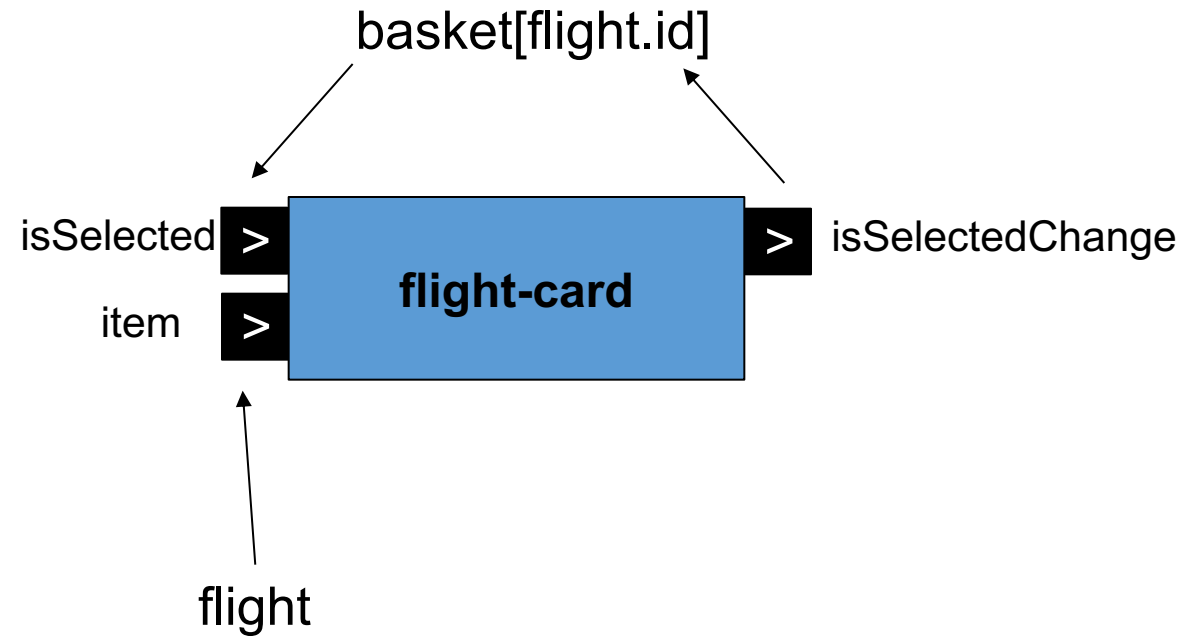 basket[flight.id]
isSelected > > isSelectedChange
flight-card
item >
flight